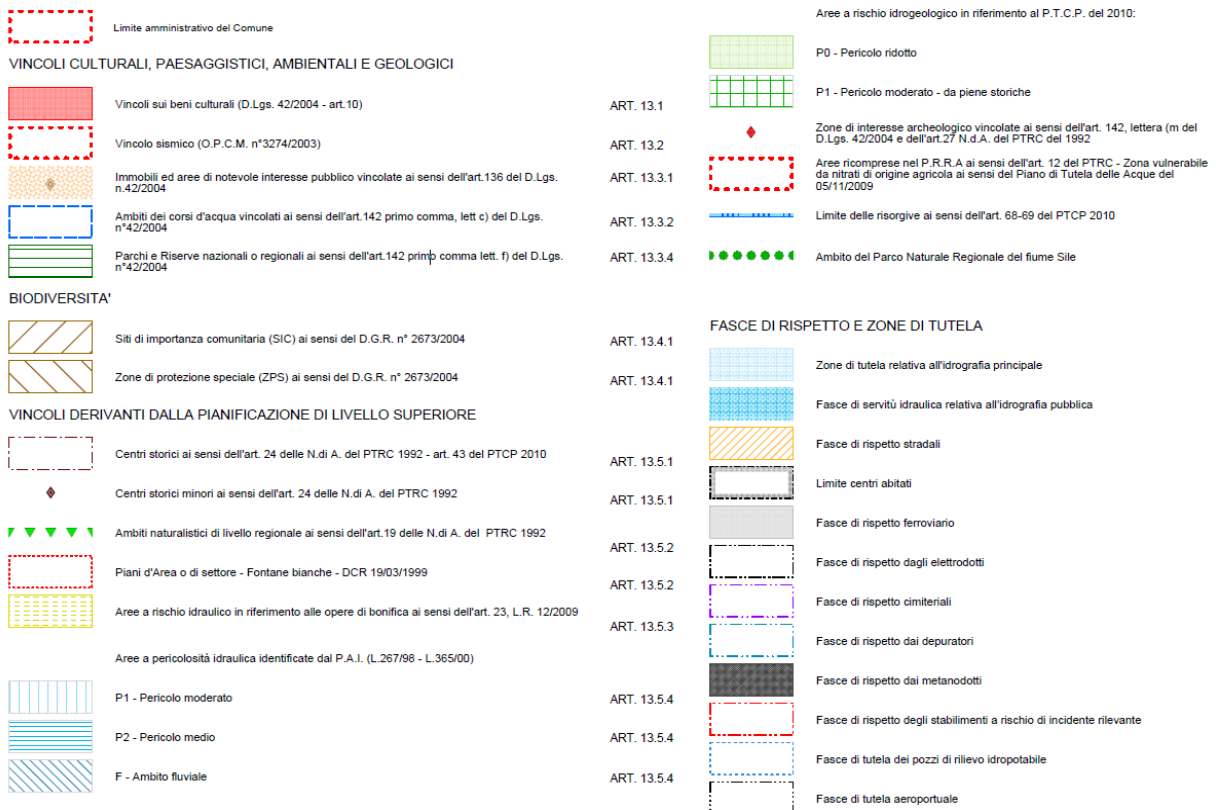 Limite amministrativo del Comune
VINCOLI CULTURALI, PAESAGGISTICI, AMBIENTALI E GEOLOGICI
Vincoli sui beni culturali (D.Lgs. 42/2004 - art.10)
ART. 13.1
Vincolo sismico (O.P.C.M. n°3274/2003)
ART. 13.2
Immobili ed aree di notevole interesse pubblico vincolate ai sensi dell'art.136 del D.Lgs.
n.42/2004
ART. 13.3.1
Ambiti dei corsi d'acqua vincolati ai sensi dell'art.142 primo comma, lett c) del D.Lgs.
n°42/2004
ART. 13.3.2
Parchi e Riserve nazionali o regionali ai sensi dell'art.142 primo comma lett. f) del D.Lgs.
n°42/2004
ART. 13.3.4
BIODIVERSITA'
Siti di importanza comunitaria (SIC) ai sensi del D.G.R. n° 2673/2004
ART. 13.4.1
Zone di protezione speciale (ZPS) ai sensi del D.G.R. n° 2673/2004
ART. 13.4.1
VINCOLI DERIVANTI DALLA PIANIFICAZIONE DI LIVELLO SUPERIORE
Centri storici ai sensi dell'art. 24 delle N.di A. del PTRC 1992 - art. 43 del PTCP 2010
ART. 13.5.1
Centri storici minori ai sensi dell'art. 24 delle N.di A. del PTRC 1992
ART. 13.5.1
Ambiti naturalistici di livello regionale ai sensi dell'art.19 delle N.di A. del PTRC 1992
ART. 13.5.2
Piani d'Area o di settore - Fontane bianche - DCR 19/03/1999
ART. 13.5.2
Aree a rischio idraulico in riferimento alle opere di bonifica ai sensi dell'art. 23, L.R. 12/2009
ART. 13.5.3
Aree a pericolosità idraulica identificate dal P.A.I. (L.267/98 - L.365/00)
P1 - Pericolo moderato
ART. 13.5.4
P2 - Pericolo medio
ART. 13.5.4
F - Ambito fluviale
ART. 13.5.4
Aree a rischio idrogeologico in riferimento al P.T.C.P. del 2010:
P0 - Pericolo ridotto
P1 - Pericolo moderato - da piene storiche
Zone di interesse archeologico vincolate ai sensi dell'art. 142, lettera (m del
D.Lgs. 42/2004 e dell'art.27 N.d.A. del PTRC del 1992
Aree ricomprese nel P.R.R.A ai sensi dell'art. 12 del PTRC - Zona vulnerabile
da nitrati di origine agricola ai sensi del Piano di Tutela delle Acque del
05/11/2009
Limite delle risorgive ai sensi dell'art. 68-69 del PTCP 2010
Ambito del Parco Naturale Regionale del fiume Sile
FASCE DI RISPETTO E ZONE DI TUTELA
Zone di tutela relativa all'idrografia principale
Fasce di servitù idraulica relativa all'idrografia pubblica
Fasce di rispetto stradali
Limite centri abitati
Fasce di rispetto ferroviario
Fasce di rispetto dagli elettrodotti
Fasce di rispetto cimiteriali
Fasce di rispetto dai depuratori
Fasce di rispetto dai metanodotti
Fasce di rispetto degli stabilimenti a rischio di incidente rilevante
Fasce di tutela dei pozzi di rilievo idropotabile
Fasce di tutela aeroportuale